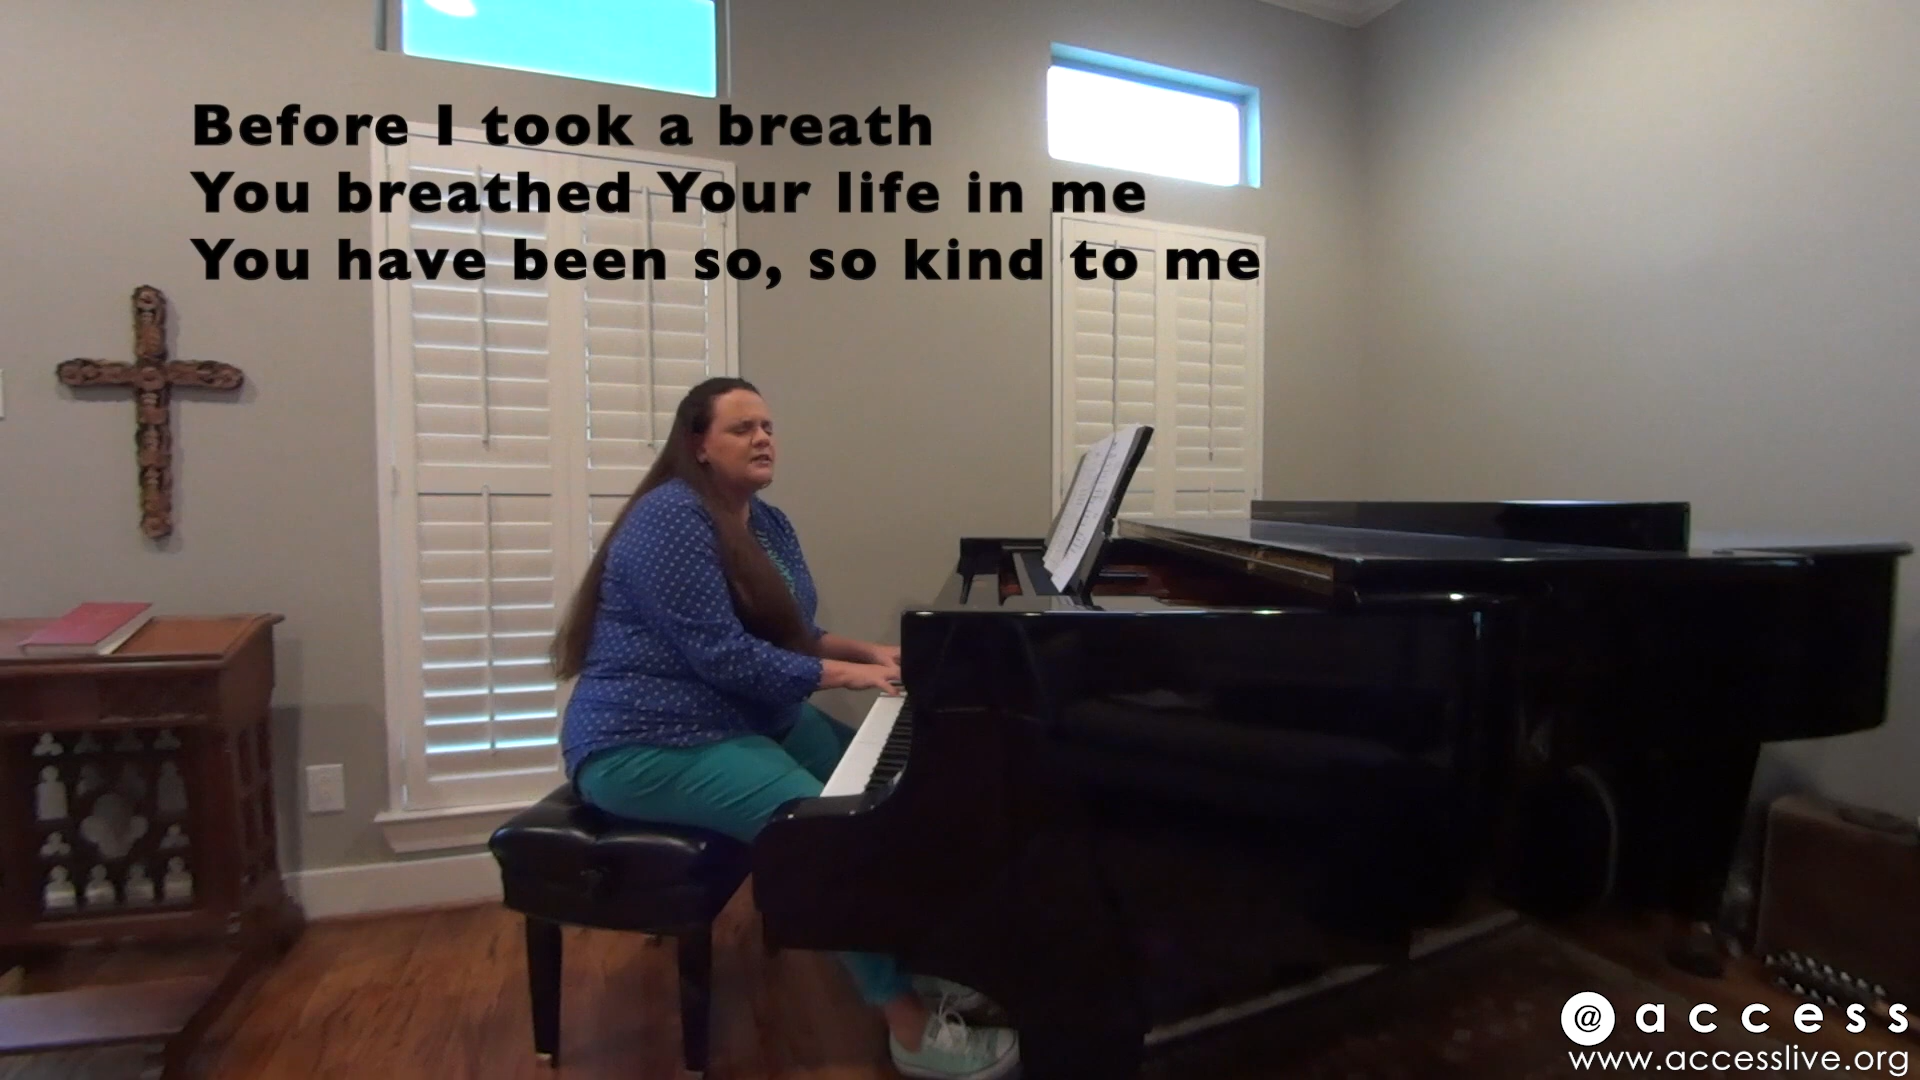 Before I took a breath
You breathed Your life in me
You have been so, so kind to me
@ access
www.accesslive.org